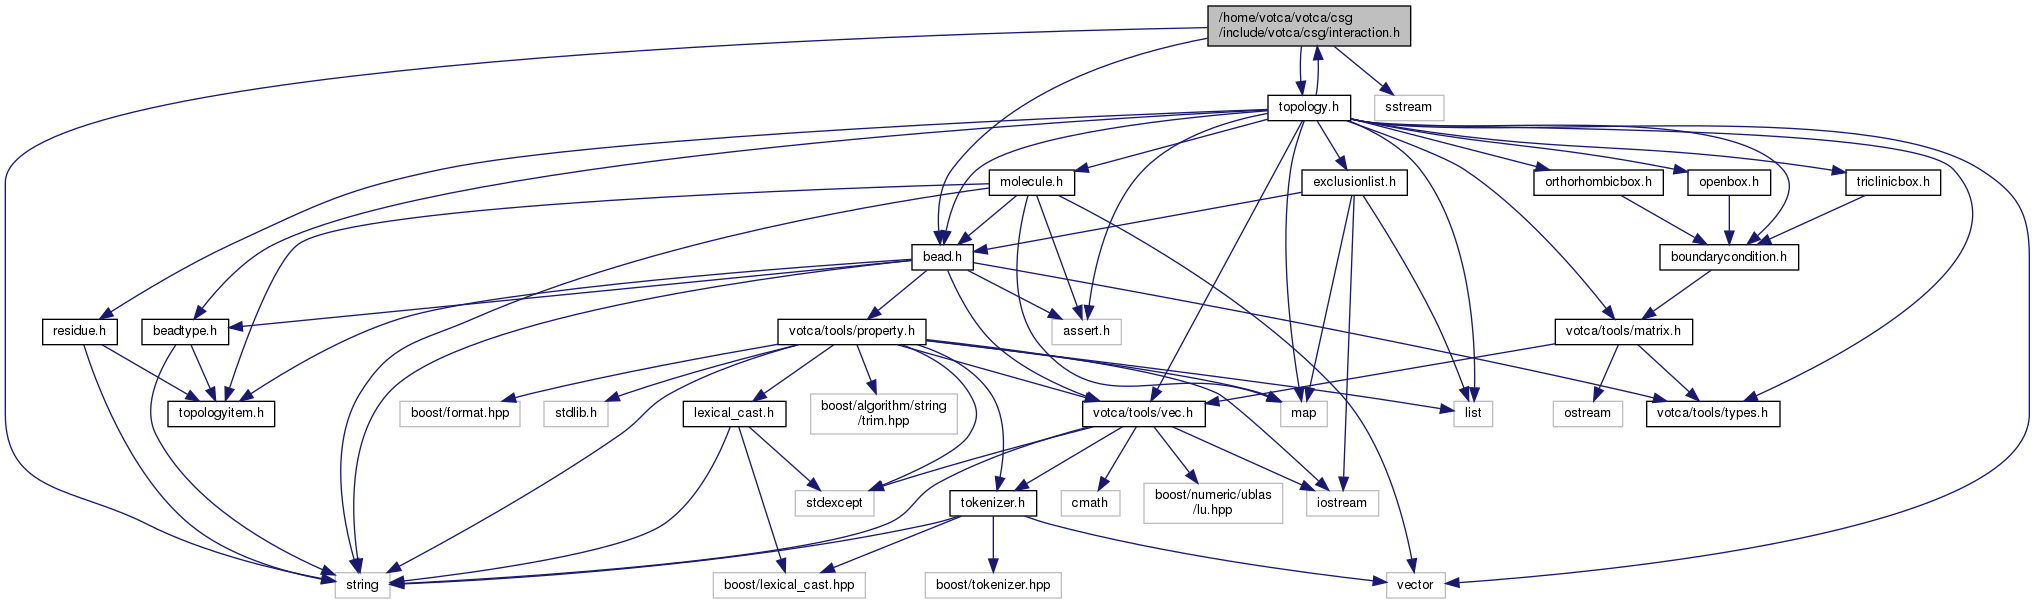 /home/votca/votca/csg
/include/votca/csg/interaction.h
topology.h
sstream
molecule.h
exclusionlist.h
orthorhombicbox.h
openbox.h
triclinicbox.h
bead.h
boundarycondition.h
residue.h
beadtype.h
votca/tools/property.h
assert.h
votca/tools/matrix.h
topologyitem.h
boost/format.hpp
stdlib.h
boost/algorithm/string
/trim.hpp
lexical_cast.h
votca/tools/vec.h
map
list
ostream
votca/tools/types.h
stdexcept
tokenizer.h
cmath
boost/numeric/ublas
/lu.hpp
iostream
string
boost/lexical_cast.hpp
boost/tokenizer.hpp
vector